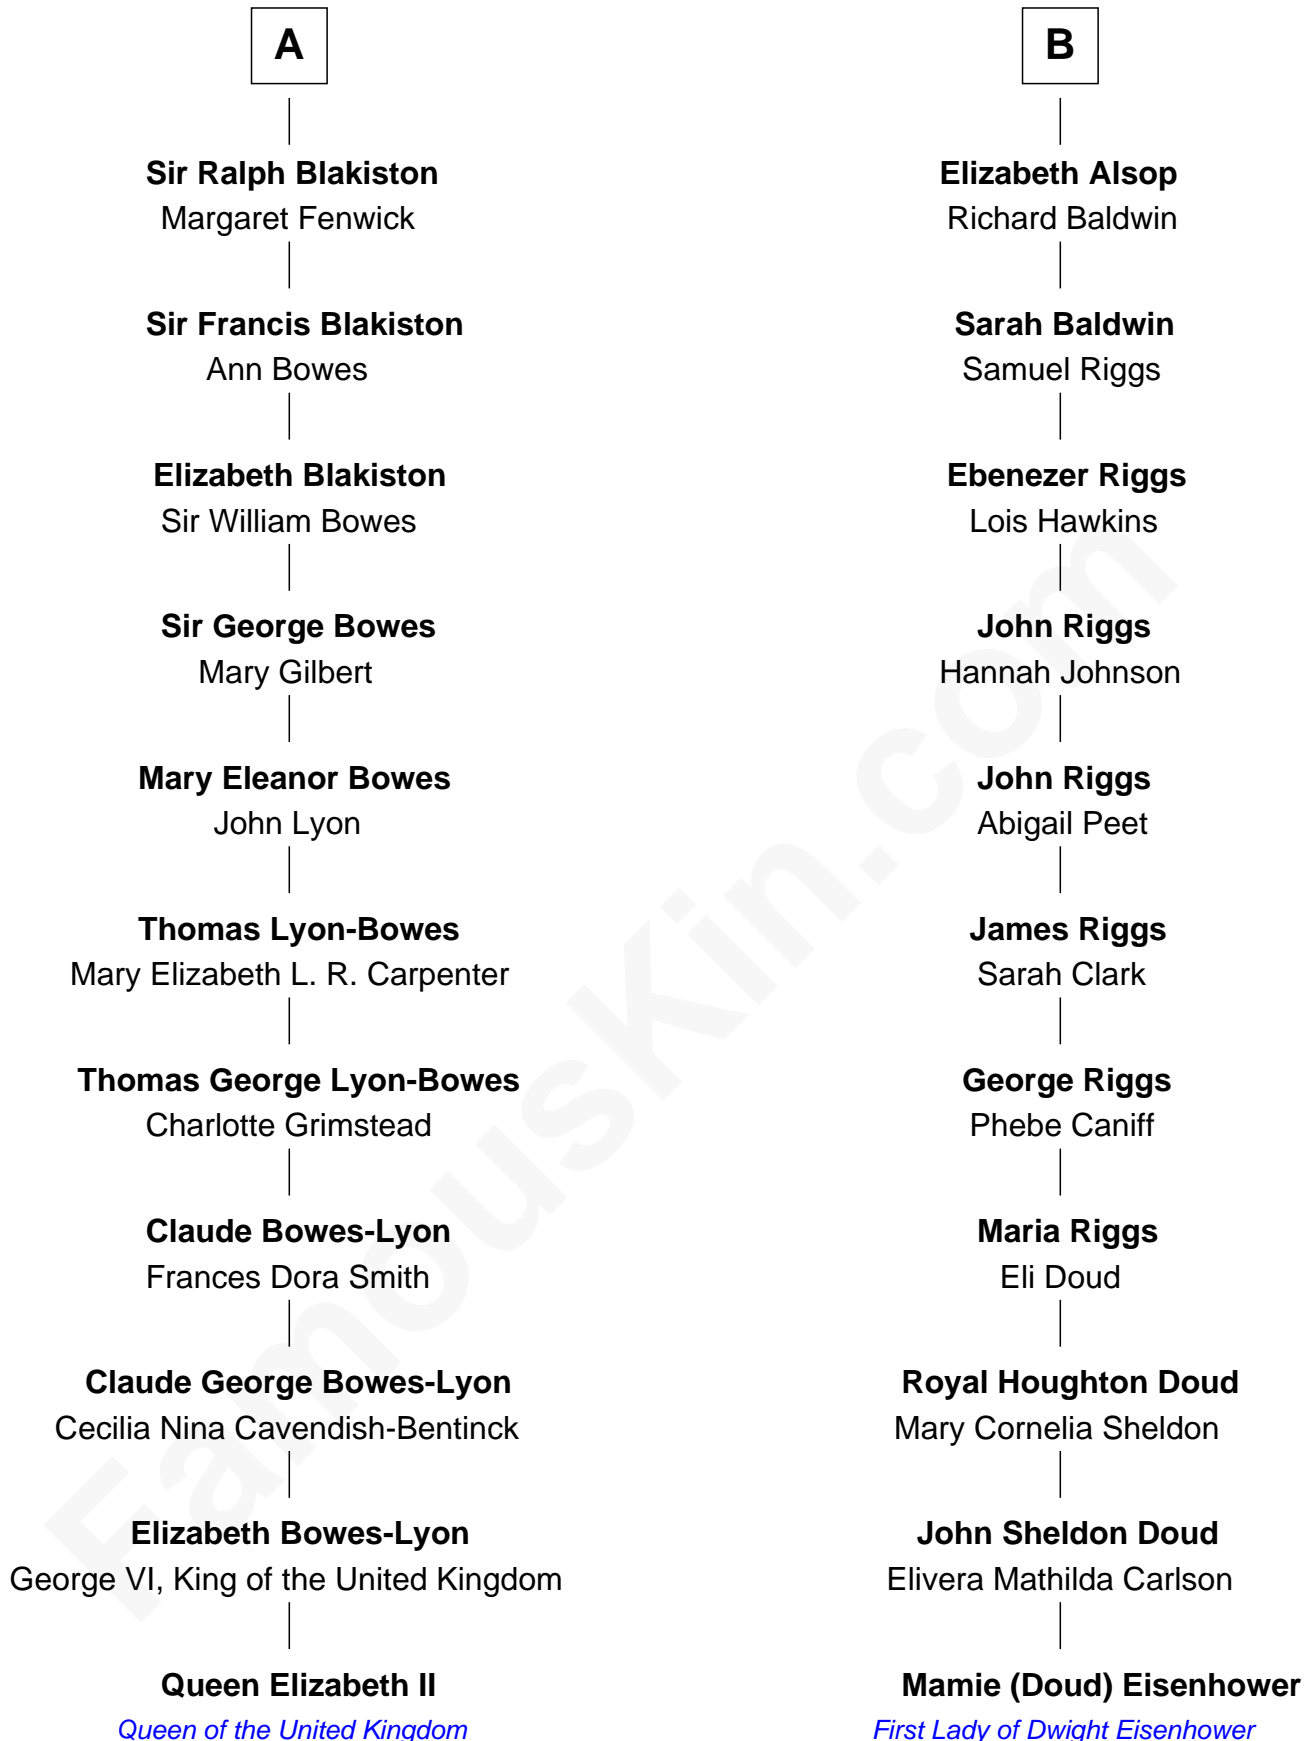 A
Sir Ralph Blakiston
Margaret Fenwick
Sir Francis Blakiston
Ann Bowes
Elizabeth Blakiston
Sir William Bowes
Sir George Bowes
Mary Gilbert
Mary Eleanor Bowes
John Lyon
Thomas Lyon-Bowes
Mary Elizabeth L. R. Carpenter
Thomas George Lyon-Bowes
Charlotte Grimstead
Claude Bowes-Lyon
Frances Dora Smith
Claude George Bowes-Lyon
Cecilia Nina Cavendish-Bentinck
Elizabeth Bowes-Lyon
George VI, King of the United Kingdom
Queen Elizabeth II
Queen of the United Kingdom
B
Elizabeth Alsop
Richard Baldwin
Sarah Baldwin
Samuel Riggs
Ebenezer Riggs
Lois Hawkins
John Riggs
Hannah Johnson
John Riggs
Abigail Peet
James Riggs
Sarah Clark
George Riggs
Phebe Caniff
Maria Riggs
Eli Doud
Royal Houghton Doud
Mary Cornelia Sheldon
John Sheldon Doud
Elivera Mathilda Carlson
Mamie (Doud) Eisenhower
First Lady of Dwight Eisenhower
FamousKin.com